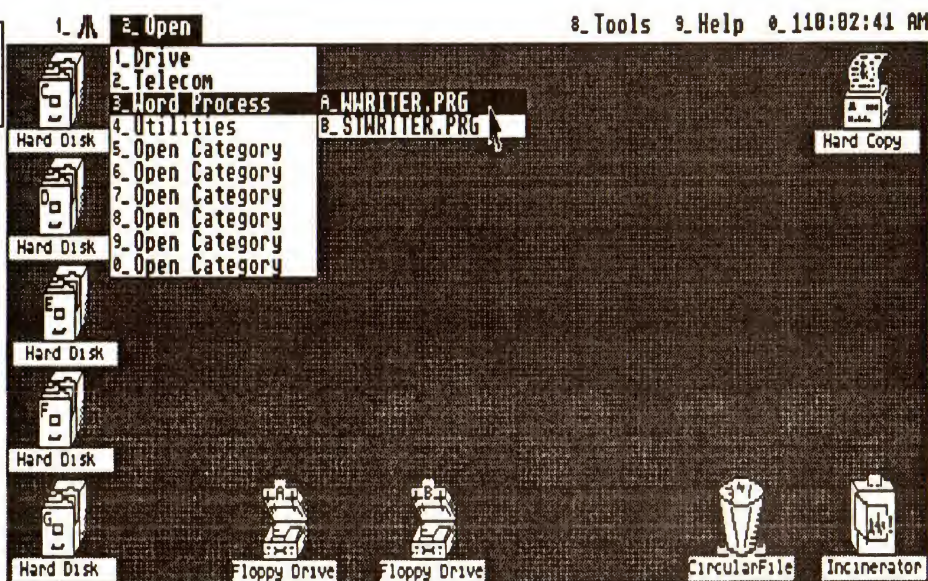 1_ 2_Open 8_Tools 9_Help 0_110:02:41 AM
1_Drive
2_Telecom
3_Word Process A_WWRITER.PRG
4_Utilities B_STWRITER.PRG
5_Open Category
6_Open Category
7_Open Category
8_Open Category
9_Open Category
0_Open Category
C
Hard Disk
D
Hard Disk
E
Hard Disk
F
Hard Disk
G
Hard Disk
A
Floppy Drive
B
Floppy Drive
CircularFile
Incinerator
Hard Copy